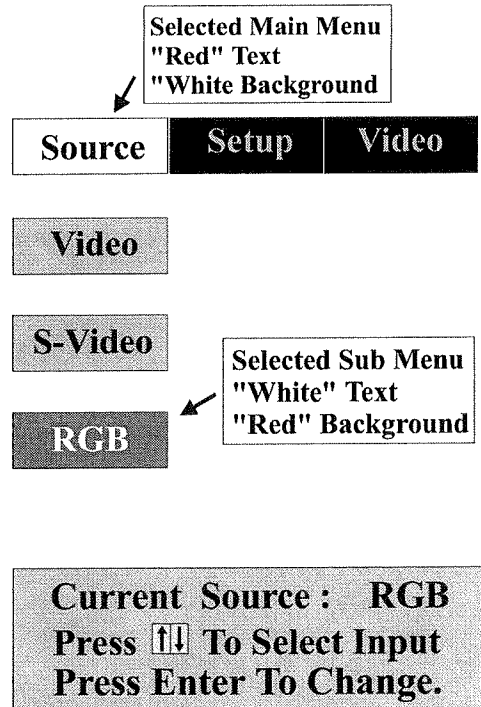 Selected Main Menu
"Red" Text
"White Background
Source Setup Video
Video
S-Video
Selected Sub Menu
"White" Text
"Red" Background
RGB
Current Source : RGB
Press ↑↓ To Select Input
Press Enter To Change.